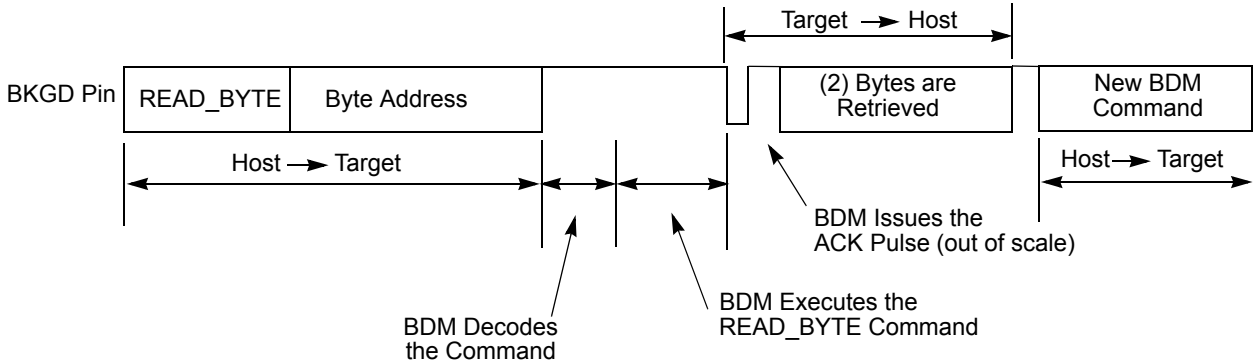 Target → Host
BKGD Pin
READ_BYTE
Byte Address
(2) Bytes are
Retrieved
New BDM
Command
Host → Target
Host → Target
BDM Issues the
ACK Pulse (out of scale)
BDM Decodes
the Command
BDM Executes the
READ_BYTE Command